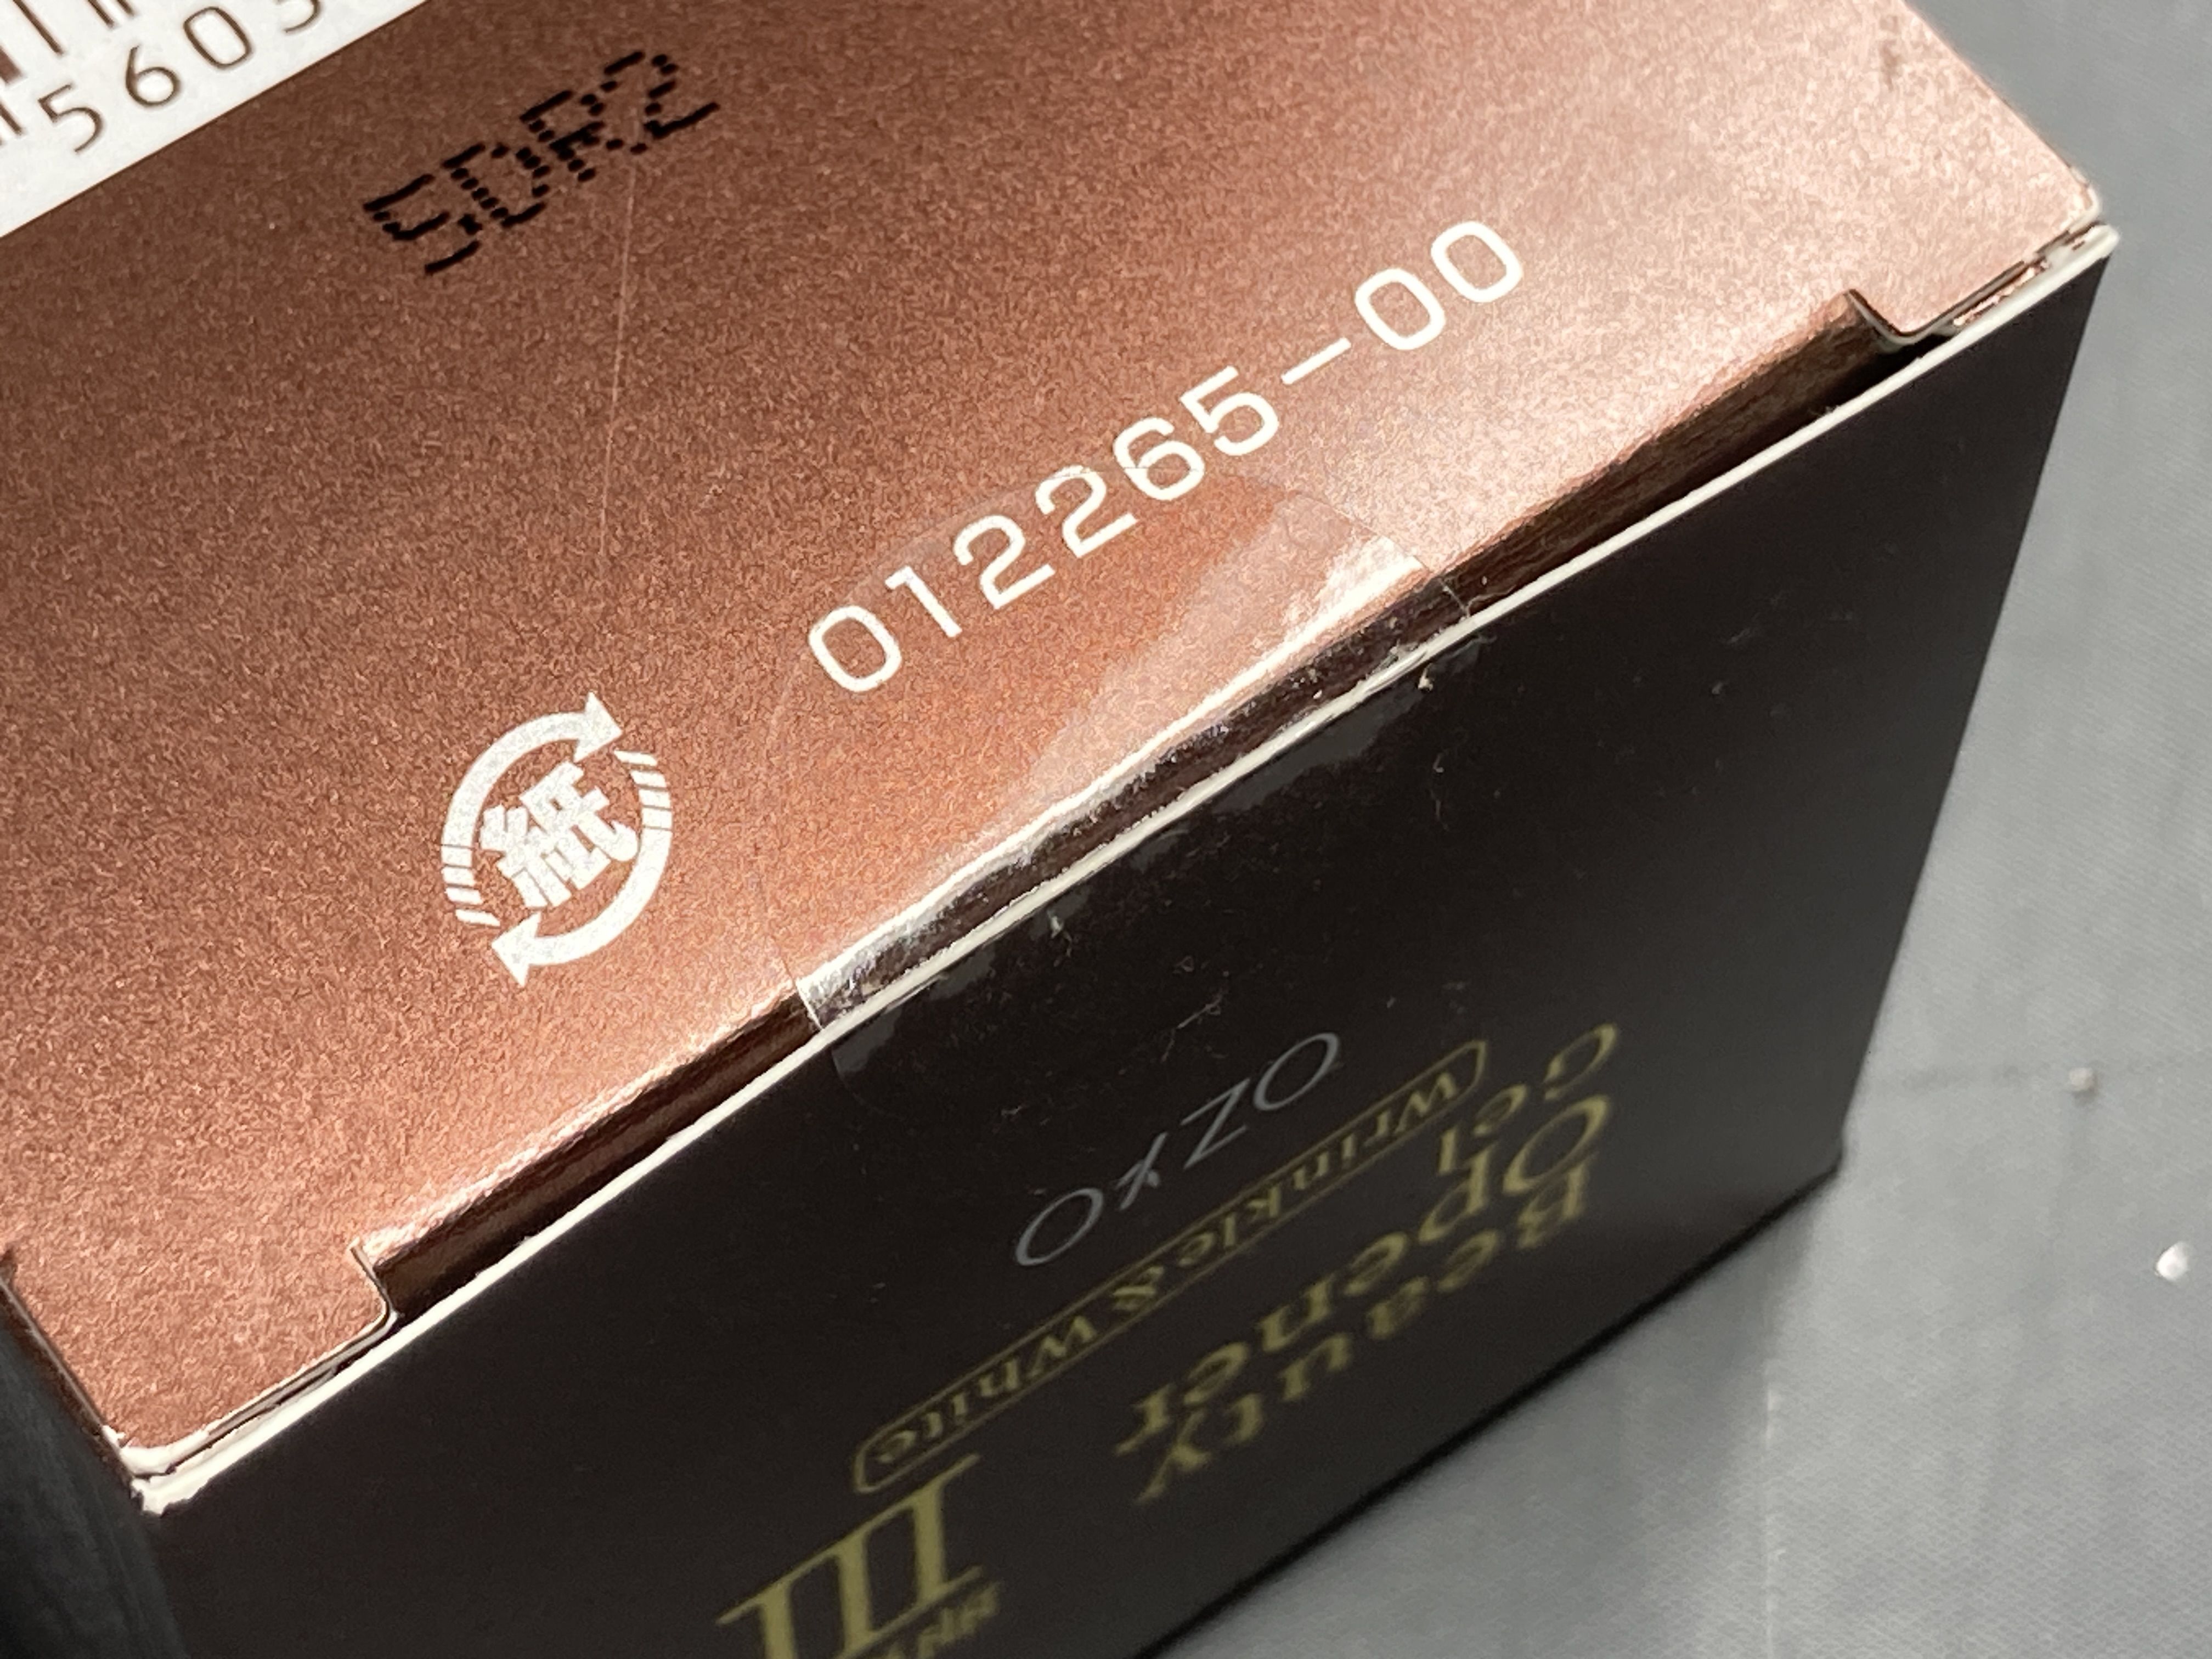 5603
5DR2
012265-00
紙
OZIO
Wrinkle&White
Beauty
Opener
Gel
III